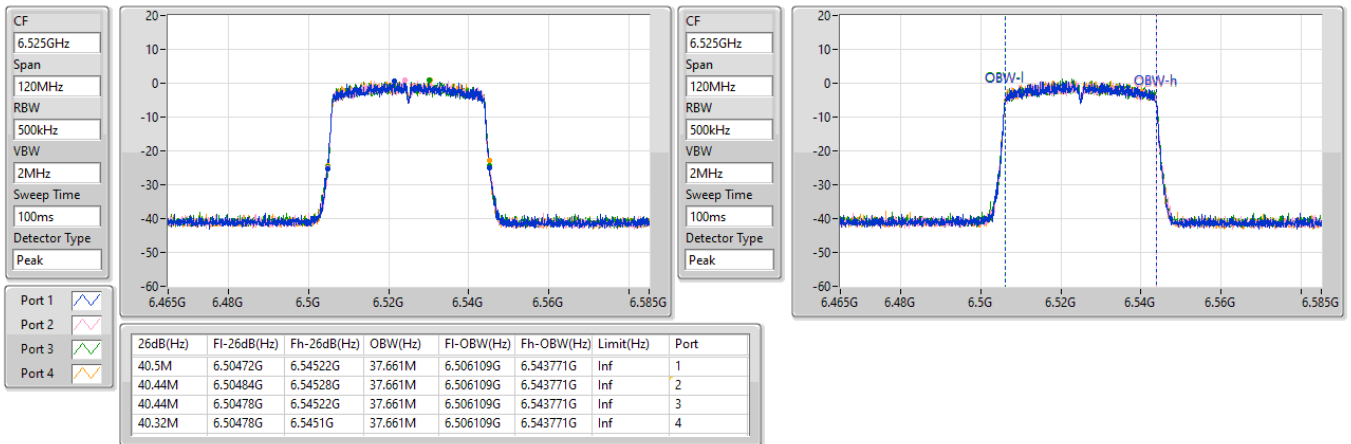 CF
6.525GHz
Span
120MHz
RBW
500kHz
VBW
2MHz
Sweep Time
100ms
Detector Type
Peak
20
10
0
-10
-20
-30
-40
-50
-60
6.465G 6.48G 6.5G 6.52G 6.54G 6.56G 6.585G
CF
6.525GHz
Span
120MHz
RBW
500kHz
VBW
2MHz
Sweep Time
100ms
Detector Type
Peak
20
10
0
-10
-20
-30
-40
-50
-60
OBW-l OBW-h
6.465G 6.48G 6.5G 6.52G 6.54G 6.56G 6.585G
Port 1
Port 2
Port 3
Port 4
26dB(Hz) Fl-26dB(Hz) Fh-26dB(Hz) OBW(Hz) Fl-OBW(Hz) Fh-OBW(Hz) Limit(Hz) Port
40.5M 6.50472G 6.54522G 37.661M 6.506109G 6.543771G Inf 1
40.44M 6.50484G 6.54528G 37.661M 6.506109G 6.543771G Inf 2
40.44M 6.50478G 6.54522G 37.661M 6.506109G 6.543771G Inf 3
40.32M 6.50478G 6.5451G 37.661M 6.506109G 6.543771G Inf 4